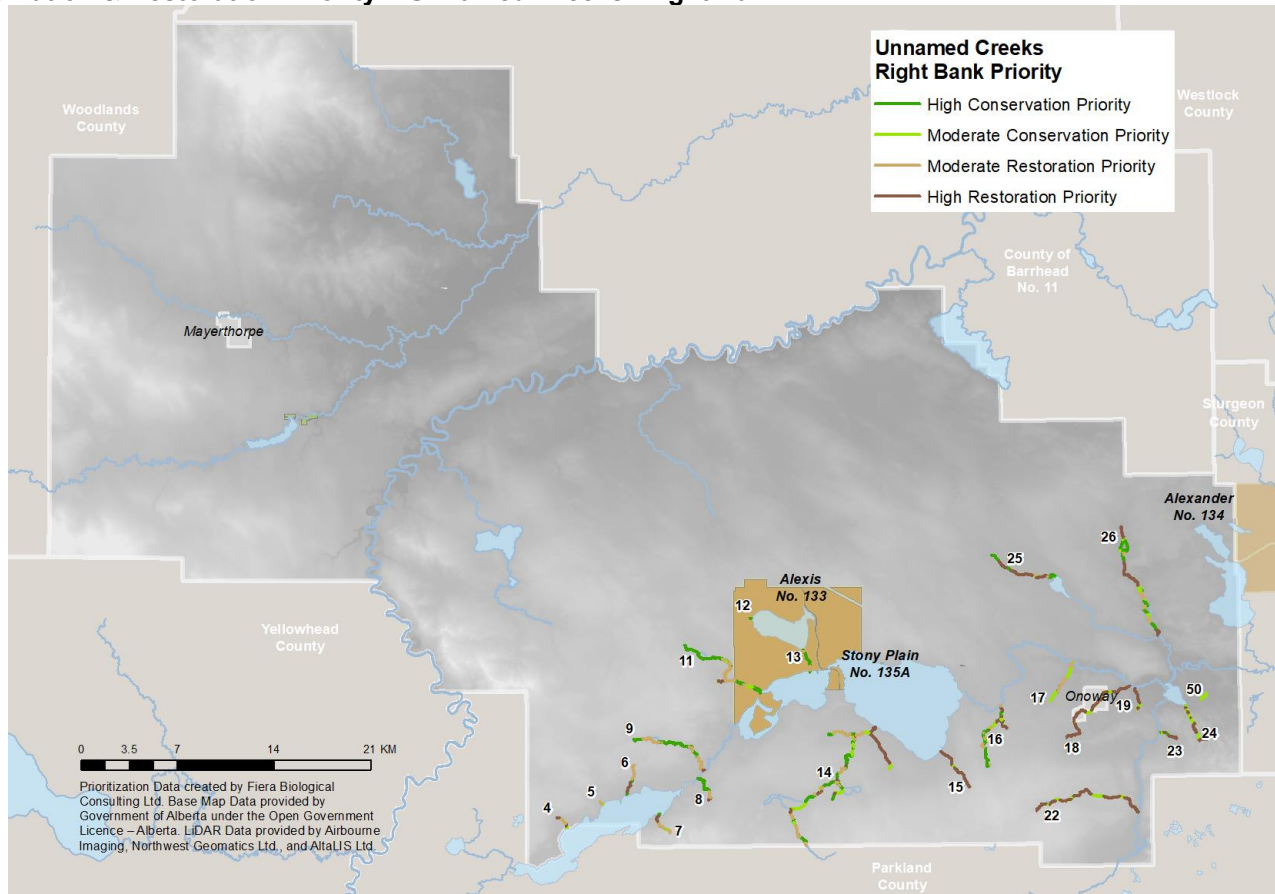 Unnamed Creeks
Right Bank Priority
High Conservation Priority
Moderate Conservation Priority
Moderate Restoration Priority
High Restoration Priority
Woodlands
County
Westlock
County
County of
Barrhead
No. 11
Mayerthorpe
Sturgeon
County
Alexander
No. 134
26
25
Alexis
No. 133
12
Yellowhead
County
11
13
Stony Plain
No. 135A
17
Onoway
19
50
9
16
18
23
24
6
14
8
15
5
4
7
22
0 3.5 7 14 21 KM
Prioritization Data created by Fiera Biological
Consulting Ltd. Base Map Data provided by
Government of Alberta under the Open Government
Licence – Alberta. LiDAR Data provided by Airbourne
Imaging, Northwest Geomatics Ltd., and AltaLIS Ltd.
Parkland
County